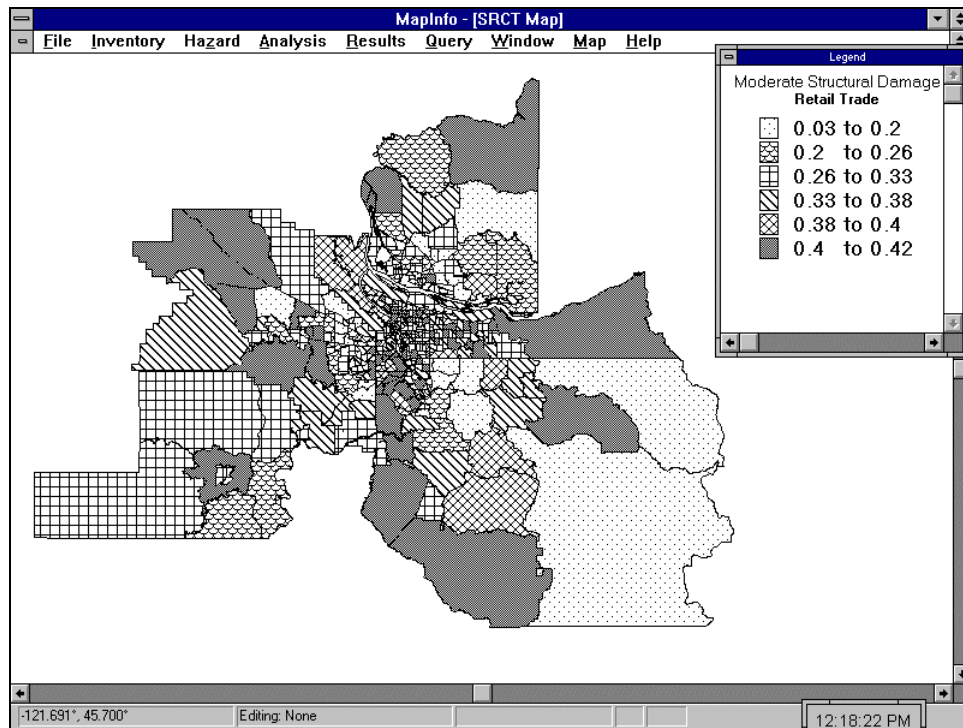 MapInfo - [SRCT Map]
File Inventory Hazard Analysis Results Query Window Map Help
Legend
Moderate Structural Damage
Retail Trade
0.03 to 0.2
0.2 to 0.26
0.26 to 0.33
0.33 to 0.38
0.38 to 0.4
0.4 to 0.42
-121.691°, 45.700°
Editing: None
12:18:22 PM